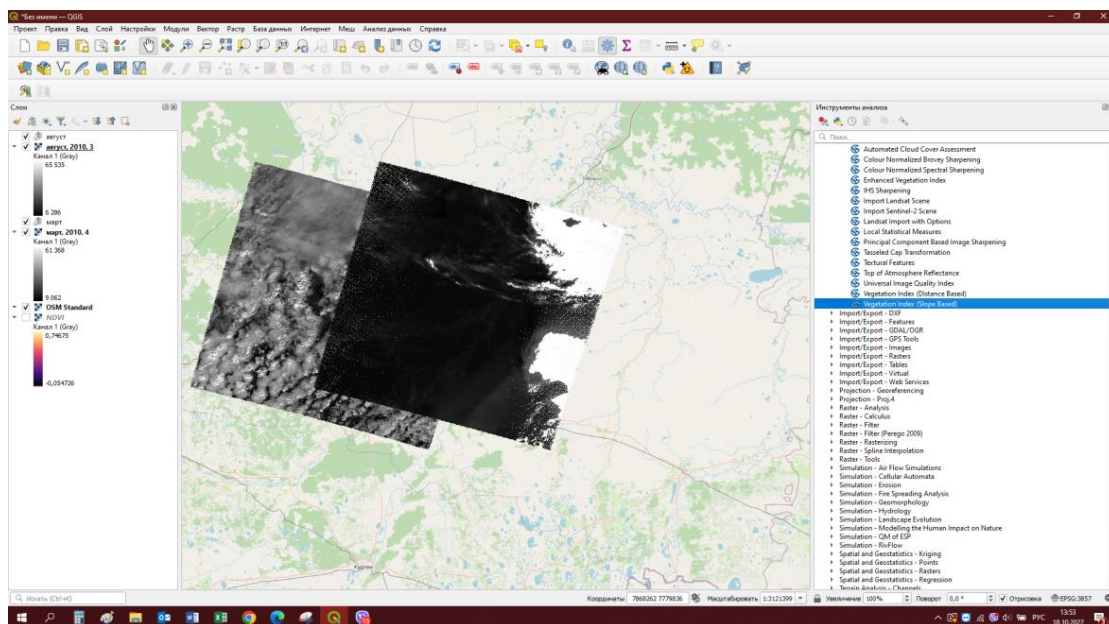 *Без имени — QGIS
Проект Правка Вид Слой Настройки Модули Вектор Растр База данных Интернет Меш Анализ данных Справка
Слои
август
август, 2010, 3
Канал 1 (Gray)
65 535
6 286
март
март, 2010, 4
Канал 1 (Gray)
61 368
9 062
OSM Standard
NDVI
Канал 1 (Gray)
0,74675
-0,054726
Курган
Инструменты анализа
Поиск...
Automated Cloud Cover Assessment
Colour Normalized Brovey Sharpening
Colour Normalized Spectral Sharpening
Enhanced Vegetation Index
IHS Sharpening
Import Landsat Scene
Import Sentinel-2 Scene
Landsat Import with Options
Local Statistical Measures
Principal Component Based Image Sharpening
Tasseled Cap Transformation
Textural Features
Top of Atmosphere Reflectance
Universal Image Quality Index
Vegetation Index (Distance Based)
Vegetation Index (Slope Based)
Import/Export - DXF
Import/Export - Features
Import/Export - GDAL/OGR
Import/Export - GPS Tools
Import/Export - Images
Import/Export - Rasters
Import/Export - Tables
Import/Export - Virtual
Import/Export - Web Services
Projection - Georeferencing
Projection - Proj.4
Raster - Analysis
Raster - Calculus
Raster - Filter
Raster - Filter (Perego 2009)
Raster - Rasterizing
Raster - Spline Interpolation
Raster - Tools
Simulation - Air Flow Simulations
Simulation - Cellular Automata
Simulation - Erosion
Simulation - Fire Spreading Analysis
Simulation - Geomorphology
Simulation - Hydrology
Simulation - Landscape Evolution
Simulation - Modelling the Human Impact on Nature
Simulation - QM of ESP
Simulation - RivFlow
Spatial and Geostatistics - Kriging
Spatial and Geostatistics - Points
Spatial and Geostatistics - Rasters
Spatial and Geostatistics - Regression
Terrain Analysis - Channels
Искать (Ctrl+K)
Координаты 7868262 7779836 Масштабировать 1:3121399 Увеличение 100% Поворот 0,0 ° Отрисовка EPSG:3857
РУС 13:53
18.10.2022